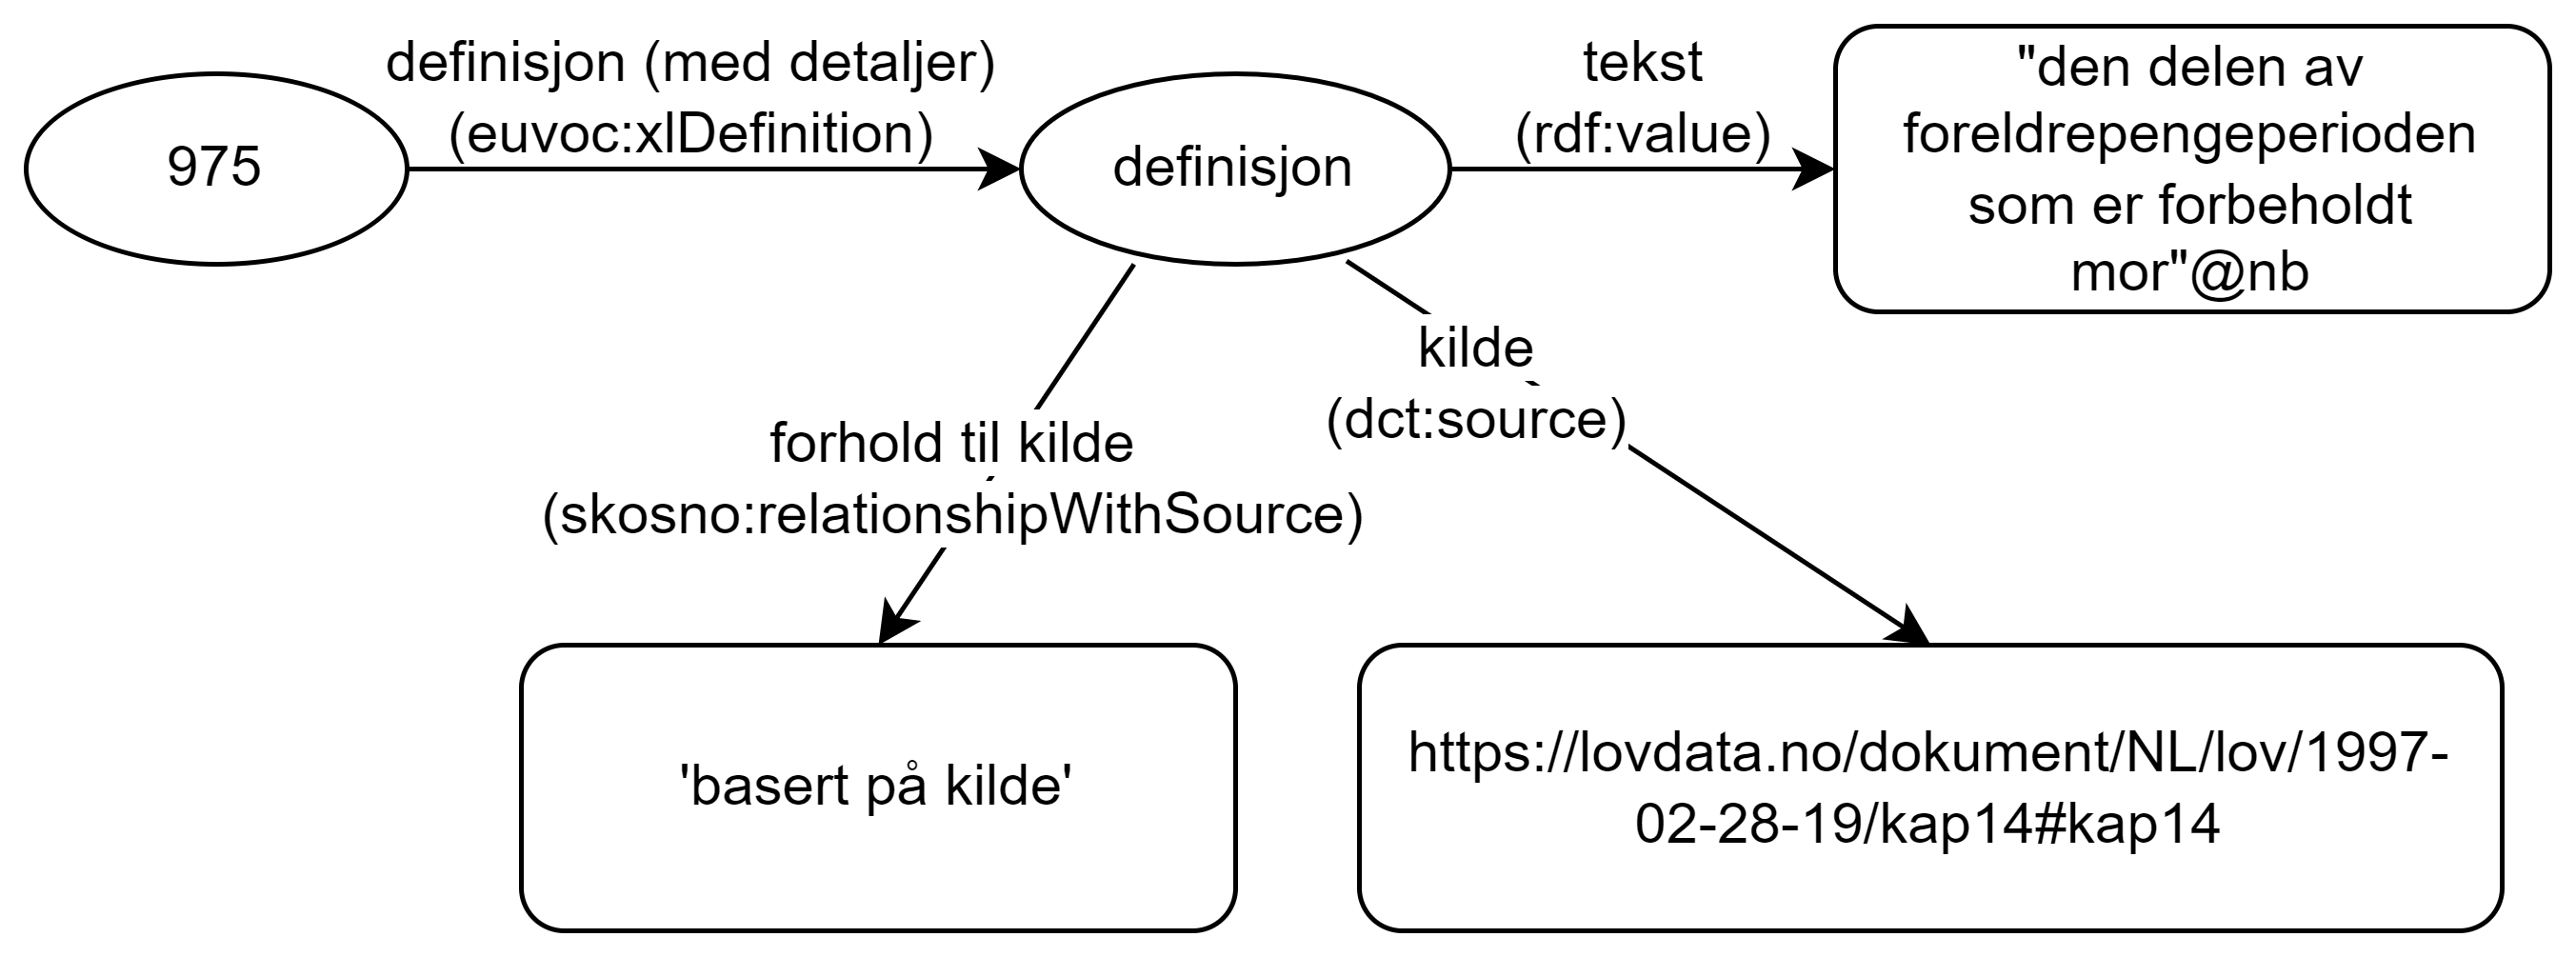 975
definisjon (med detaljer)
(euvoc:xlDefinition)
definisjon
tekst
(rdf:value)
"den delen av
foreldrepengeperioden
som er forbeholdt
mor"@nb
forhold til kilde
(skosno:relationshipWithSource)
kilde
(dct:source)
'basert på kilde'
https://lovdata.no/dokument/NL/lov/1997-
02-28-19/kap14#kap14